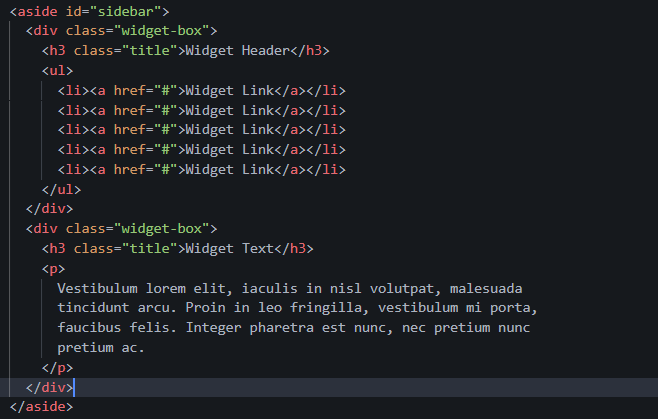 <aside id="sidebar">
<div class="widget-box">
<h3 class="title">Widget Header</h3>
<ul>
<li><a href="#">Widget Link</a></li>
<li><a href="#">Widget Link</a></li>
<li><a href="#">Widget Link</a></li>
<li><a href="#">Widget Link</a></li>
<li><a href="#">Widget Link</a></li>
</ul>
</div>
<div class="widget-box">
<h3 class="title">Widget Text</h3>
<p>
Vestibulum lorem elit, iaculis in nisl volutpat, malesuada
tincidunt arcu. Proin in leo fringilla, vestibulum mi porta,
faucibus felis. Integer pharetra est nunc, nec pretium nunc
pretium ac.
</p>
</div>
</aside>